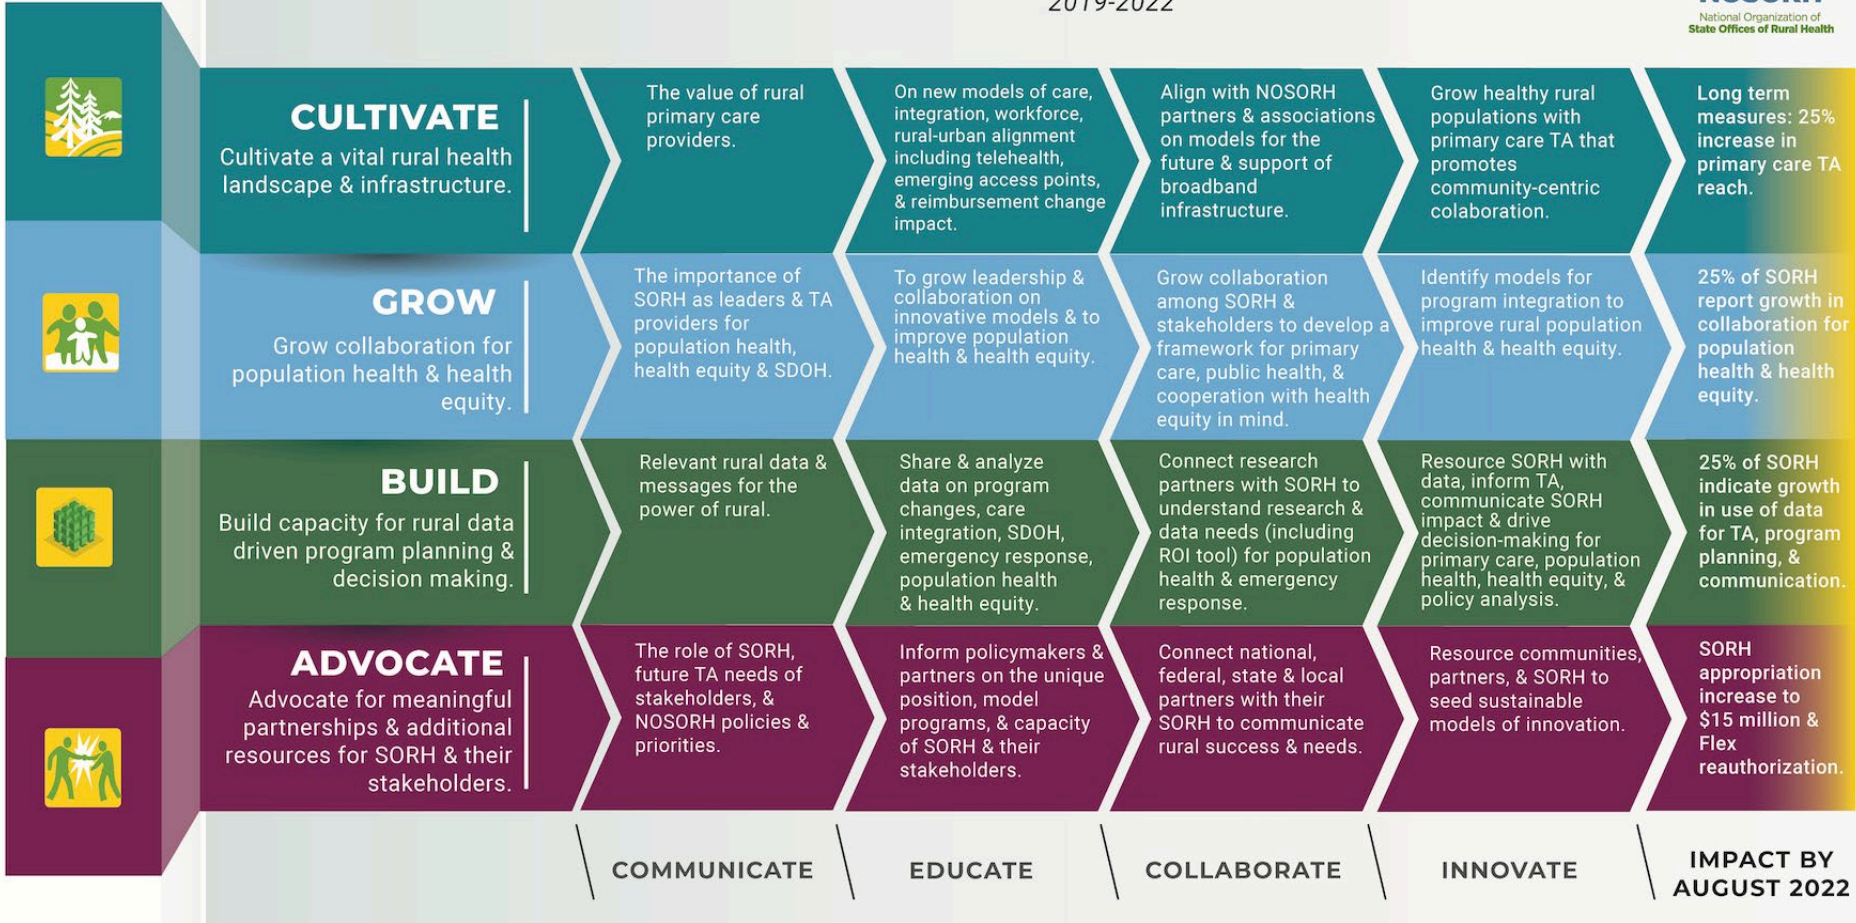 2019-2022
NOSORH
National Organization of
State Offices of Rural Health
CULTIVATE
Cultivate a vital rural health
landscape & infrastructure.
The value of rural
primary care
providers.
On new models of care,
integration, workforce,
rural-urban alignment
including telehealth,
emerging access points,
& reimbursement change
impact.
Align with NOSORH
partners & associations
on models for the
future & support of
broadband
infrastructure.
Grow healthy rural
populations with
primary care TA that
promotes
community-centric
colaboration.
Long term
measures: 25%
increase in
primary care TA
reach.
GROW
Grow collaboration for
population health & health
equity.
The importance of
SORH as leaders & TA
providers for
population health,
health equity & SDOH.
To grow leadership &
collaboration on
innovative models & to
improve population
health & health equity.
Grow collaboration
among SORH &
stakeholders to develop a
framework for primary
care, public health, &
cooperation with health
equity in mind.
Identify models for
program integration to
improve rural population
health & health equity.
25% of SORH
report growth in
collaboration for
population
health & health
equity.
BUILD
Build capacity for rural data
driven program planning &
decision making.
Relevant rural data &
messages for the
power of rural.
Share & analyze
data on program
changes, care
integration, SDOH,
emergency response,
population health
& health equity.
Connect research
partners with SORH to
understand research &
data needs (including
ROI tool) for population
health & emergency
response.
Resource SORH with
data, inform TA,
communicate SORH
impact & drive
decision-making for
primary care, population
health, health equity, &
policy analysis.
25% of SORH
indicate growth
in use of data
for TA, program
planning, &
communication.
ADVOCATE
Advocate for meaningful
partnerships & additional
resources for SORH & their
stakeholders.
The role of SORH,
future TA needs of
stakeholders, &
NOSORH policies &
priorities.
Inform policymakers &
partners on the unique
position, model
programs, & capacity
of SORH & their
stakeholders.
Connect national,
federal, state & local
partners with their
SORH to communicate
rural success & needs.
Resource communities,
partners, & SORH to
seed sustainable
models of innovation.
SORH
appropriation
increase to
$15 million &
Flex
reauthorization.
COMMUNICATE
EDUCATE
COLLABORATE
INNOVATE
IMPACT BY
AUGUST 2022